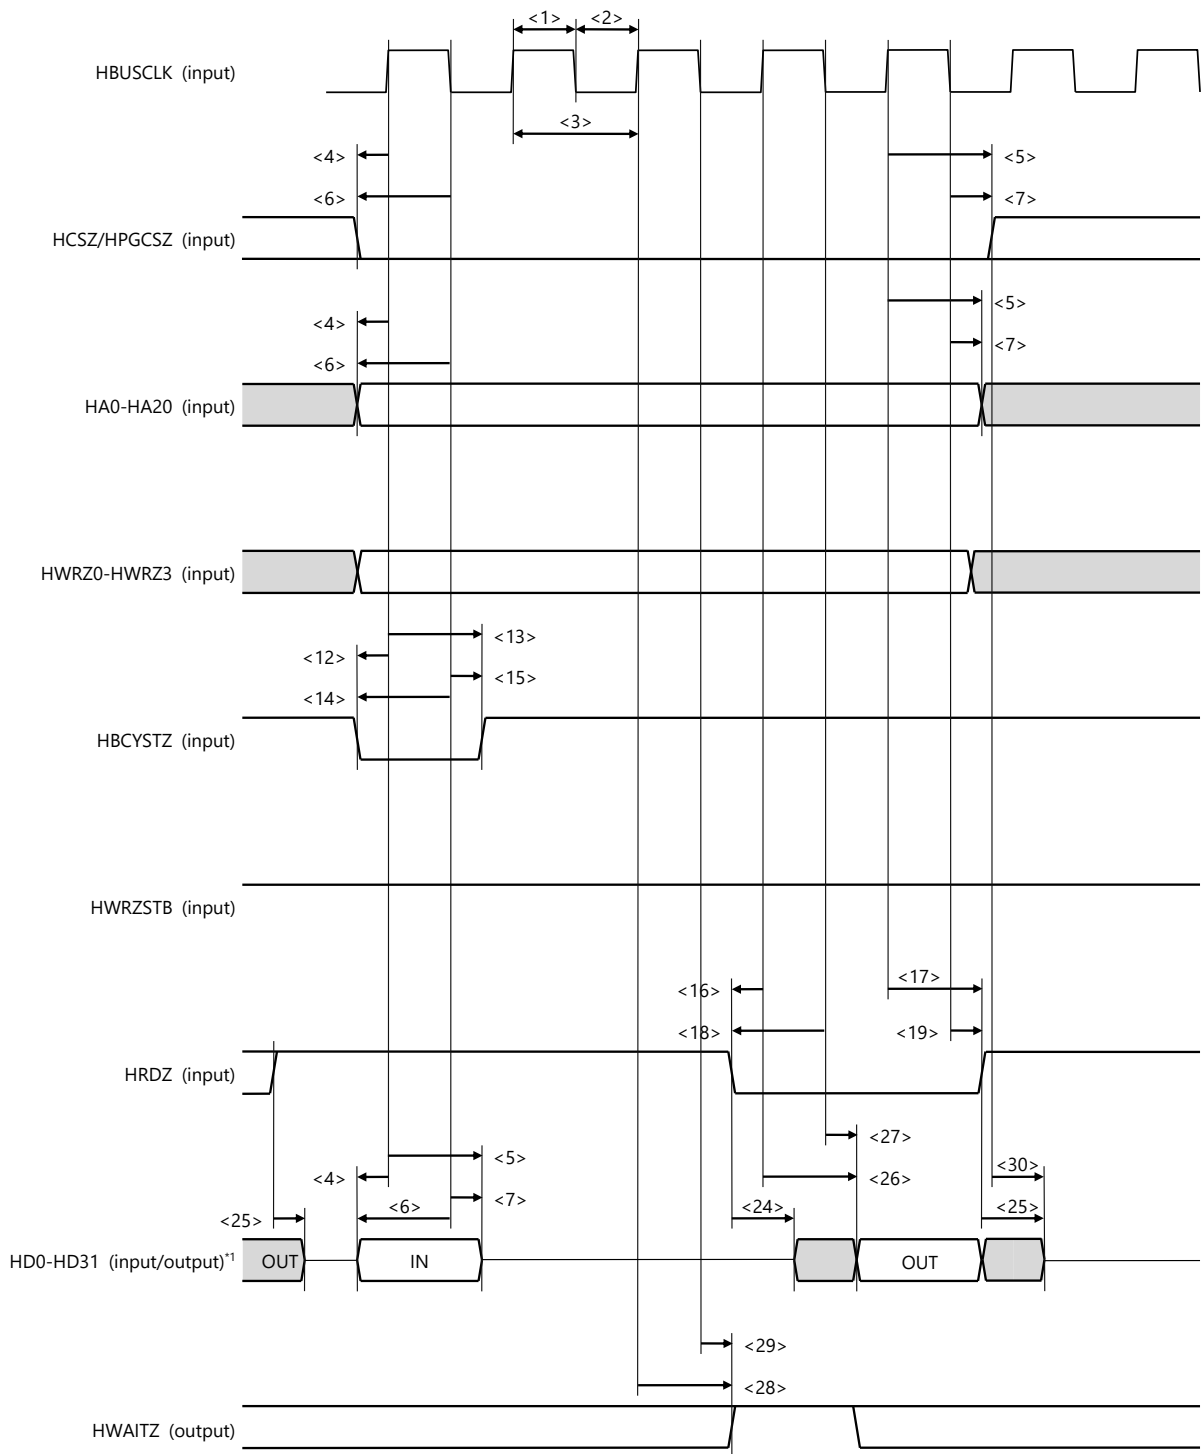 <1> <2>
HBUSCLK (input)
<3>
<4> <5>
<6> <7>
HCSZ/HPGCSZ (input)
<5>
<4>
<7>
<6>
HA0-HA20 (input)
HWRZ0-HWRZ3 (input)
<13>
<12>
<15>
<14>
HBCYSTZ (input)
HWRZSTB (input)
<16> <17>
<18> <19>
HRDZ (input)
<27>
<5> <30>
<4> <26>
<7>
<25> <6> <24> <25>
HD0-HD31 (input/output)*1 OUT IN OUT
<29>
<28>
HWAITZ (output)